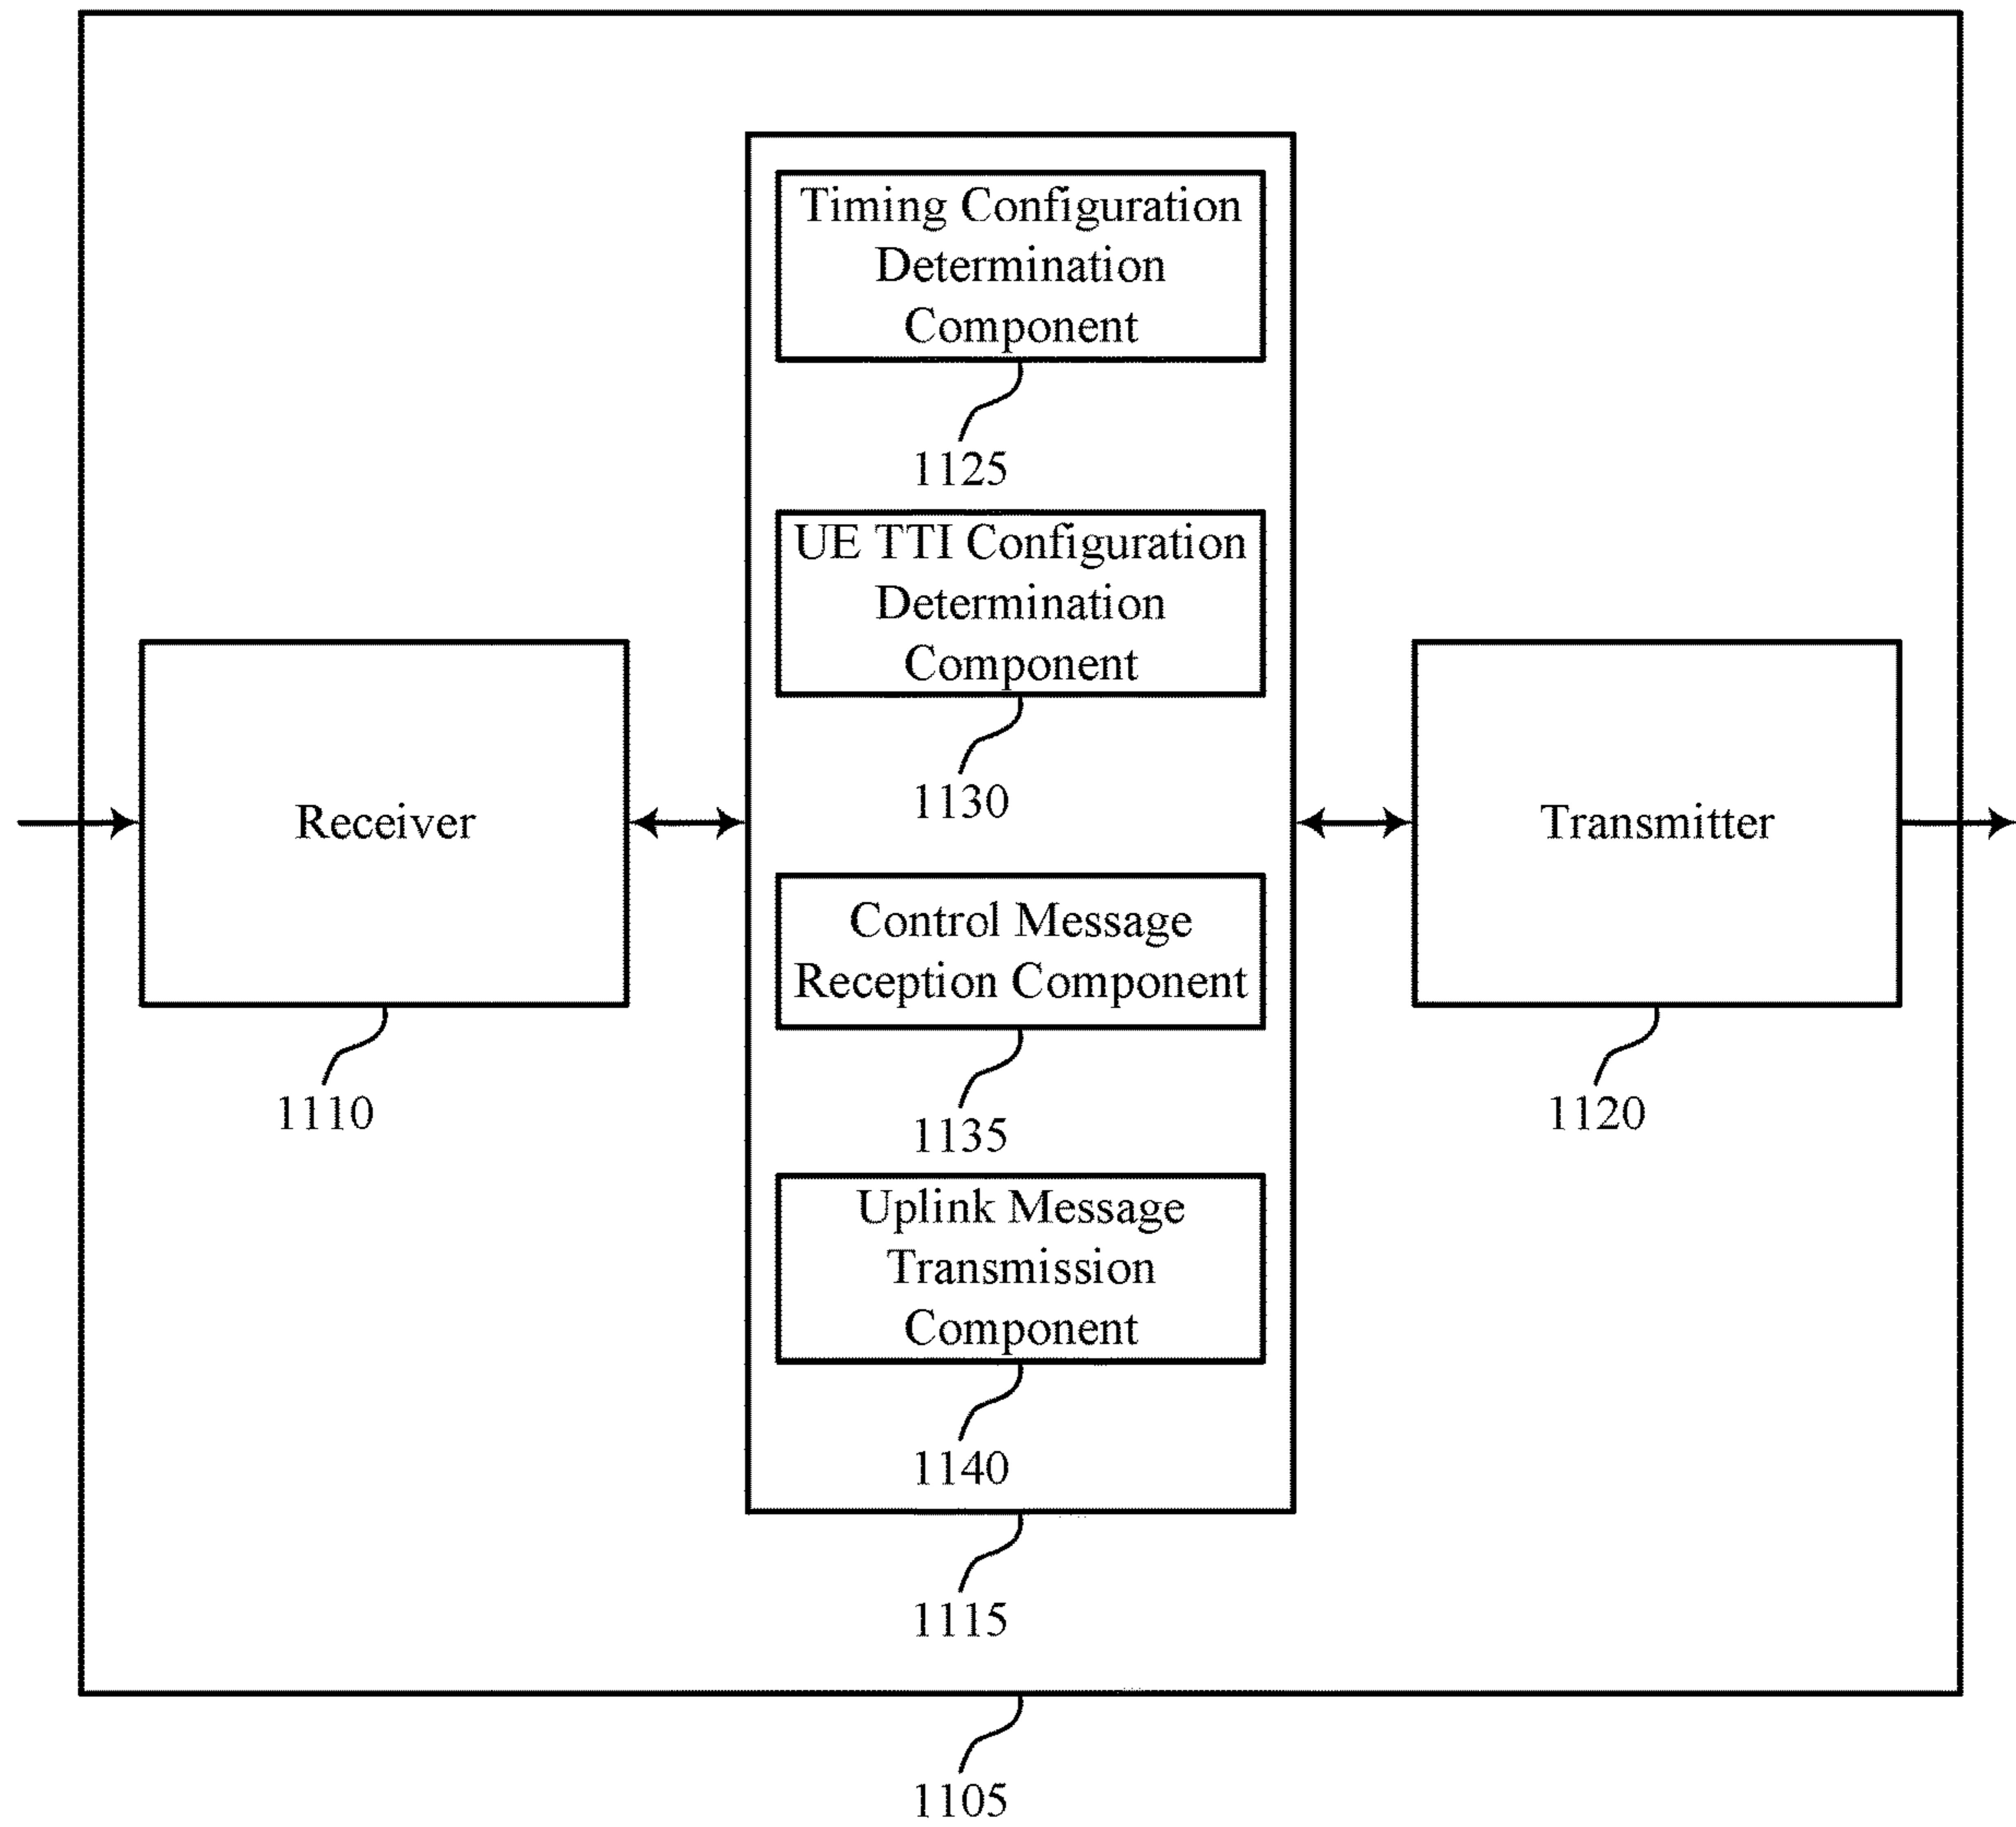 Timing Configuration
Determination
Component
1125
UE TTI Configuration
Determination
Component
1130
Receiver
1110
Transmitter
1120
Control Message
Reception Component
1135
Uplink Message
Transmission
Component
1140
1115
1105